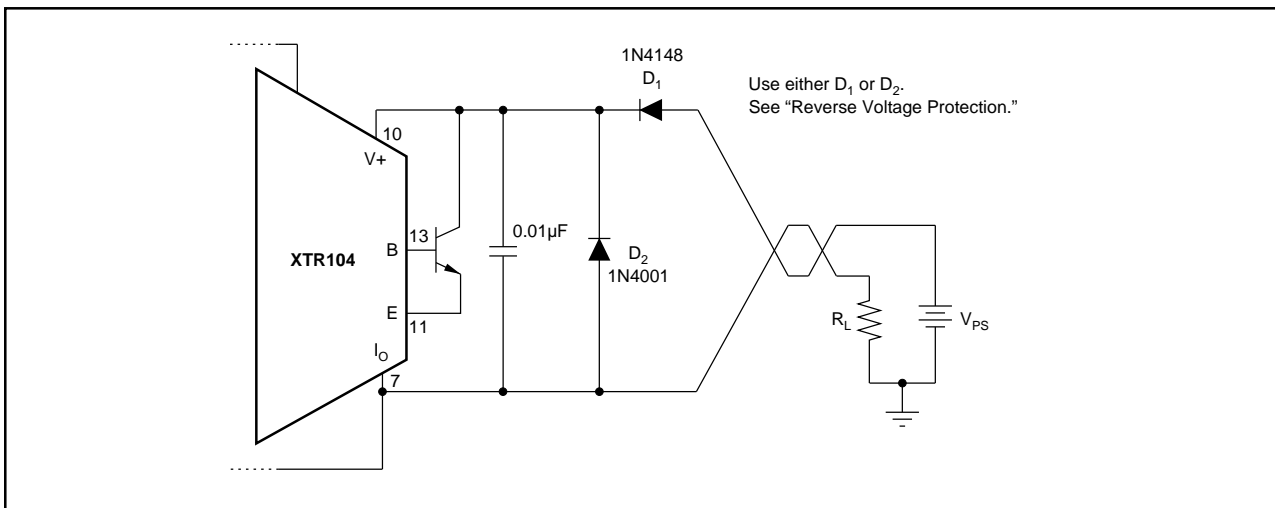 1N4148
D1
Use either D1 or D2.
See “Reverse Voltage Protection.”
10
V+
13
B
0.01µF
XTR104
D2
1N4001
E
11
RL
VPS
IO
7